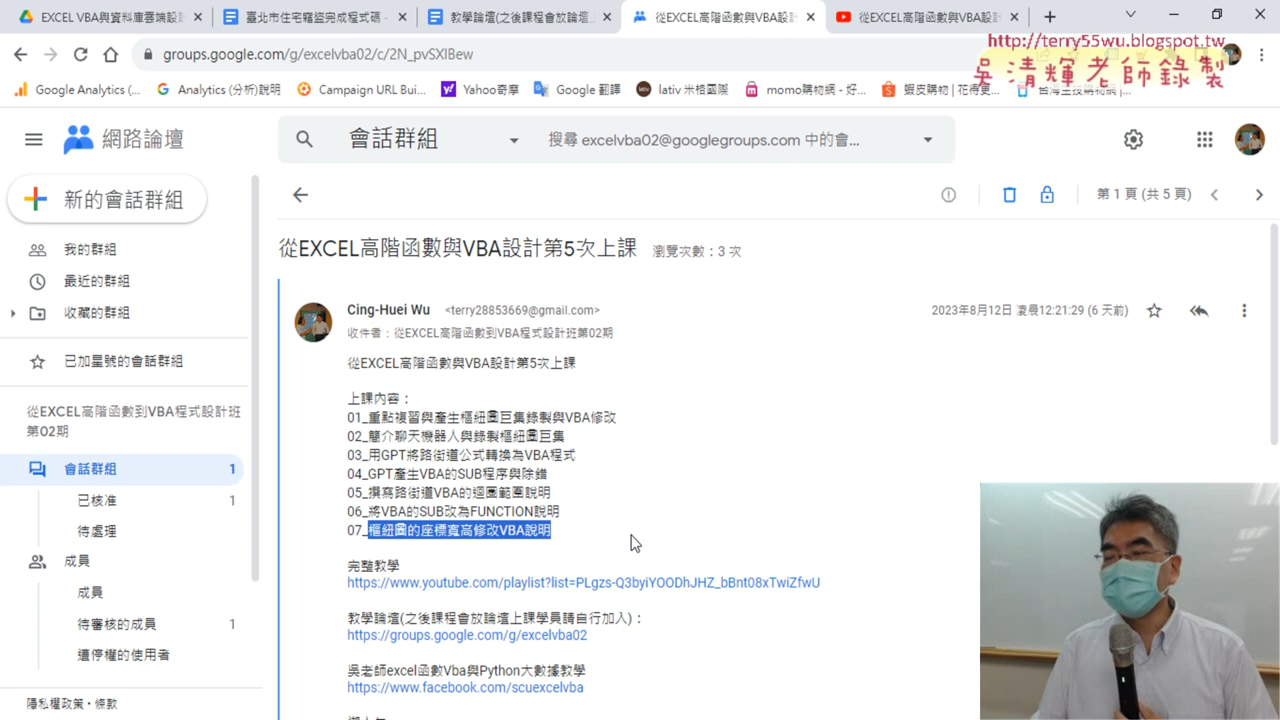 EXCEL VBA與資料庫雲端設計
臺北市住宅竊盜完成程式碼 -
教學論壇(之後課程會放論壇_
從EXCEL高階函數與VBA設計
從EXCEL高階函數與VBA設計
groups.google.com/g/excelvba02/c/2N_pvSXIBew
http://terry55wu.blogspot.tw
吳清輝老師錄製
Google Analytics (...
Analytics (分析)說明
Campaign URL Bui...
Yahoo奇摩
Google 翻譯
lativ 米格國際
momo購物網 - 好...
蝦皮購物 | 花得更...
網路論壇
會話群組
搜尋 excelvba02@googlegroups.com 中的會...
新的會話群組
第 1 頁 (共 5 頁)
我的群組
最近的群組
收藏的群組
已加星號的會話群組
從EXCEL高階函數到VBA程式設計班
第02期
會話群組 1
已核准 1
待處理
成員
成員
待審核的成員 1
遭停權的使用者
隱私權政策 • 條款
從EXCEL高階函數與VBA設計第5次上課 瀏覽次數：3 次
Cing-Huei Wu <terry28853669@gmail.com>
2023年8月12日 凌晨12:21:29 (6 天前)
收件者：從EXCEL高階函數到VBA程式設計班第02期
從EXCEL高階函數與VBA設計第5次上課
上課內容：
01_重點複習與產生樞紐圖巨集錄製與VBA修改
02_簡介聊天機器人與錄製樞紐圖巨集
03_用GPT將路街道公式轉換為VBA程式
04_GPT產生VBA的SUB程序與除錯
05_撰寫路街道VBA的迴圈範圍說明
06_將VBA的SUB改為FUNCTION說明
07_樞紐圖的座標寬高修改VBA說明
完整教學
https://www.youtube.com/playlist?list=PLgzs-Q3byiYOODhJHZ_bBnt08xTwiZfwU
教學論壇(之後課程會放論壇上課學員請自行加入)：
https://groups.google.com/g/excelvba02
吳老師excel函數Vba與Python大數據教學
https://www.facebook.com/scuexcelvba